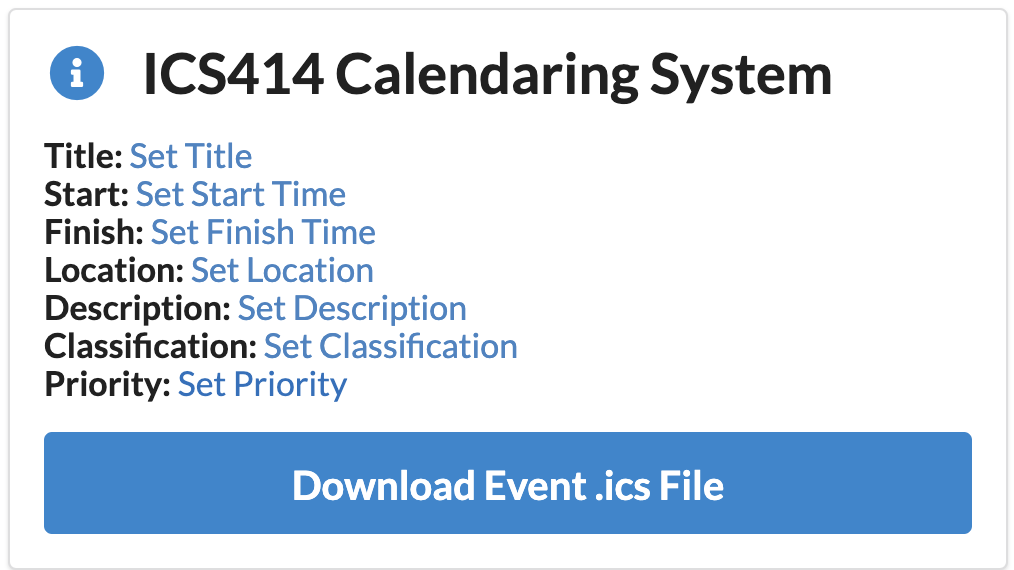 ICS414 Calendaring System
Title: Set Title
Start: Set Start Time
Finish: Set Finish Time
Location: Set Location
Description: Set Description
Classification: Set Classification
Priority: Set Priority
Download Event .ics File